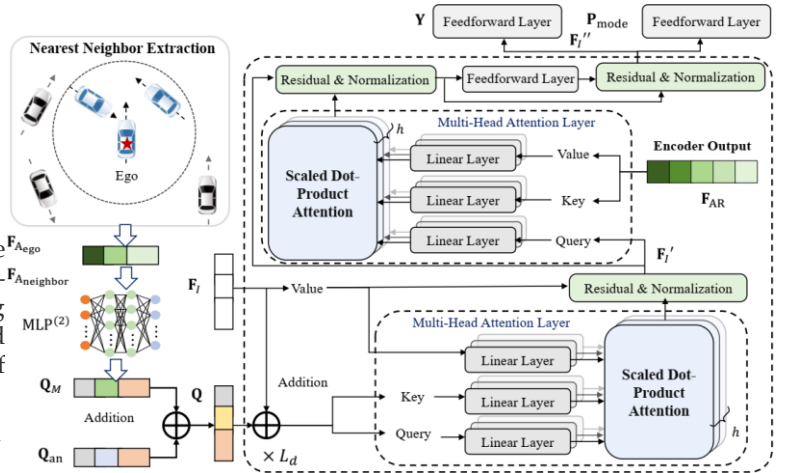 Y
Feedforward Layer
P_mode
Feedforward Layer
F_I''
Nearest Neighbor Extraction
Ego
Residual & Normalization
Feedforward Layer
Residual & Normalization
Multi-Head Attention Layer
h
Scaled Dot-
Product
Attention
Linear Layer
Value
Linear Layer
Key
Linear Layer
Query
Encoder Output
F_AR
F_I'
F_A_ego
F_A_neighbor
MLP^(2)
F_I
Value
Residual & Normalization
Multi-Head Attention Layer
Linear Layer
Key
Linear Layer
Query
Linear Layer
Scaled Dot-
Product
Attention
h
Q_M
Addition
Q_an
Q
Addition
× L_d
e
g
d
f